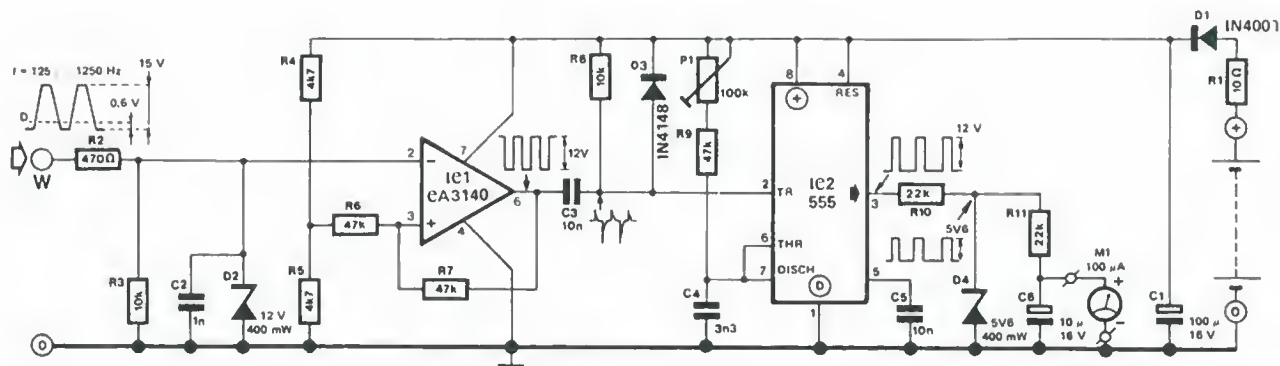 f = 125
1250 Hz
15 V
0.6 V
D
R2
470Ω
W
R3
10k
C2
1n
D2
12 V
400 mW
R4
4k7
R5
4k7
R6
47k
R7
47k
2
3
7
4
6
−
+
IC1
CA3140
12V
C3
10n
R8
10k
D3
1N4148
P1
100k
R9
47k
C4
3n3
8
4
+
RES
2
TR
IC2
555
6
THR
7
DISCH
3
5
1
D
C5
10n
12 V
22k
R10
5V6
D4
5V6
400 mW
R11
22k
M1
100 µA
+
−
C6
10 µ
16 V
C1
100 µ
16 V
D1
1N4001
R1
10 Ω
+
0
0